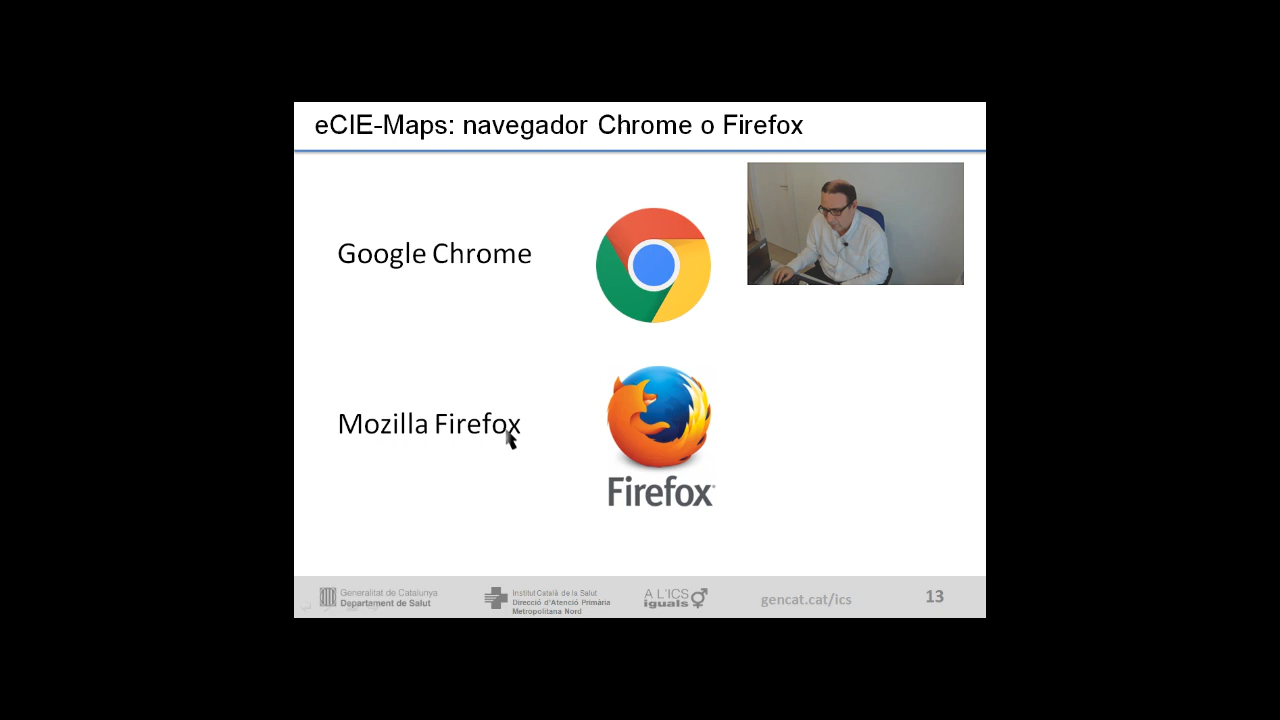 eCIE-Maps: navegador Chrome o Firefox
Google Chrome
Mozilla Firefox
Firefox
Generalitat de Catalunya
Departament de Salut
Institut Català de la Salut
Direcció d'Atenció Primària
Metropolitana Nord
A L'ICS
iguals
gencat.cat/ics
13